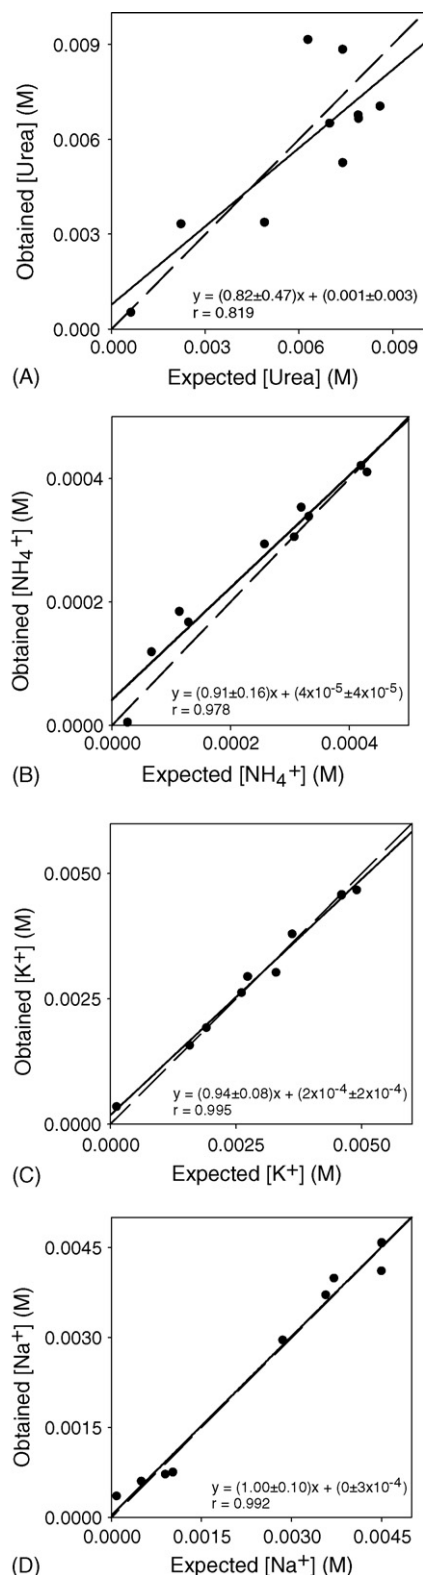 0.009
0.006
0.003
0.000
Obtained [Urea] (M)
y = (0.82±0.47)x + (0.001±0.003)
r = 0.819
0.000 0.003 0.006 0.009
(A) Expected [Urea] (M)
0.0004
0.0002
0.0000
Obtained [NH₄⁺] (M)
y = (0.91±0.16)x + (4x10⁻⁵±4x10⁻⁵)
r = 0.978
0.0000 0.0002 0.0004
(B) Expected [NH₄⁺] (M)
0.0050
0.0025
0.0000
Obtained [K⁺] (M)
y = (0.94±0.08)x + (2x10⁻⁴±2x10⁻⁴)
r = 0.995
0.0000 0.0025 0.0050
(C) Expected [K⁺] (M)
0.0045
0.0030
0.0015
0.0000
Obtained [Na⁺] (M)
y = (1.00±0.10)x + (0±3x10⁻⁴)
r = 0.992
0.0000 0.0015 0.0030 0.0045
(D) Expected [Na⁺] (M)